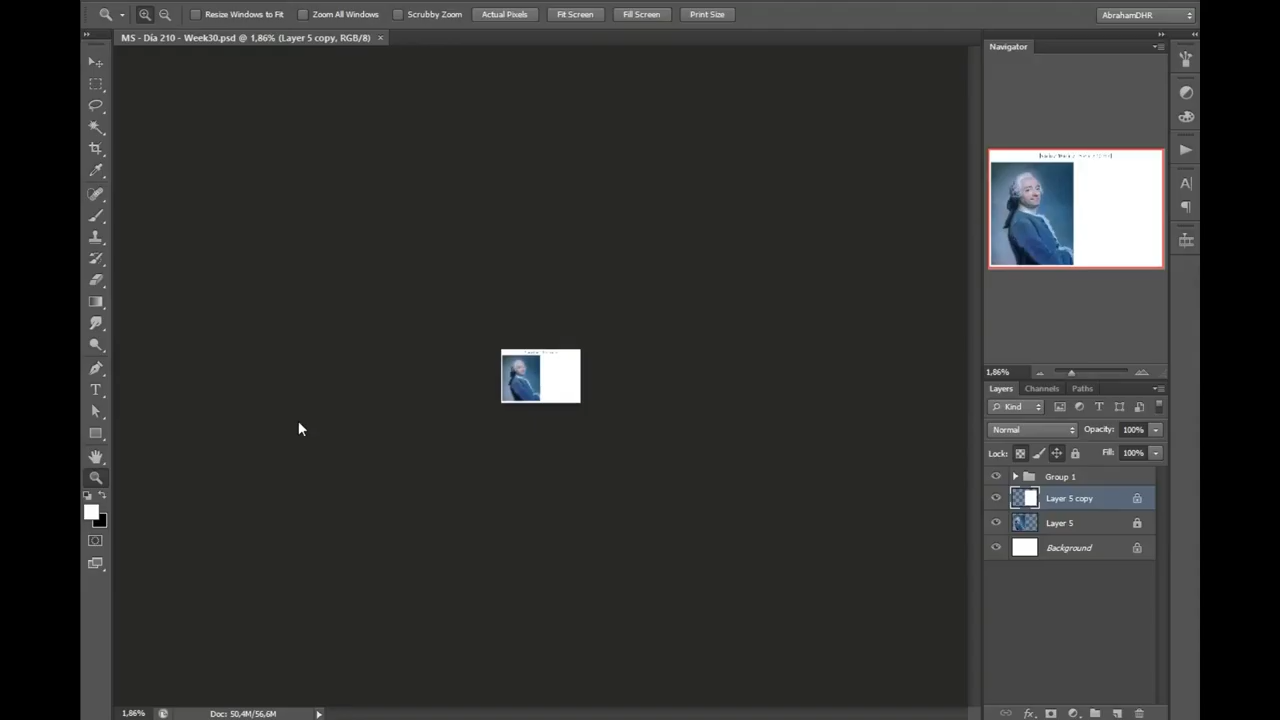 Resize Windows to Fit Zoom All Windows Scrubby Zoom Actual Pixels Fit Screen Fill Screen Print Size AbrahamDHR
MS - Día 210 - Week30.psd @ 1,86% (Layer 5 copy, RGB/8) ×
Navigator
1,86%
Layers Channels Paths
Kind
Normal Opacity: 100%
Lock: Fill: 100%
Group 1
Layer 5 copy
Layer 5
Background
1,86% Doc: 50,4M/56,6M
fx